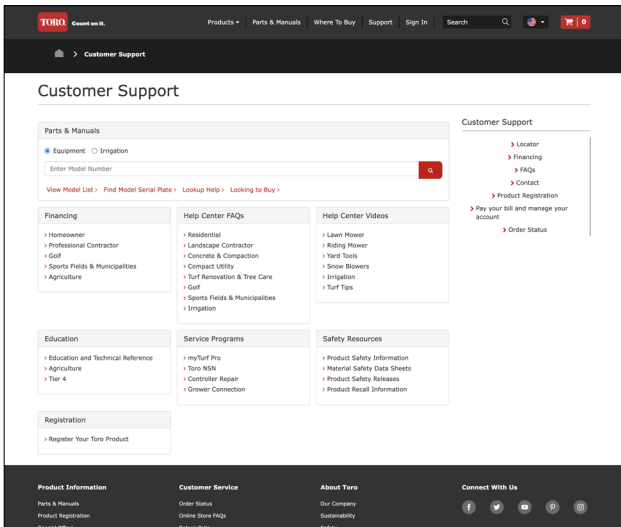 TORO. Count on it.
Products
Parts & Manuals
Where To Buy
Support
Sign In
Search
0
> Customer Support
Customer Support
Parts & Manuals
Equipment
Irrigation
Enter Model Number
View Model List >
Find Model Serial Plate >
Lookup Help >
Looking to Buy >
Financing
> Homeowner
> Professional Contractor
> Golf
> Sports Fields & Municipalities
> Agriculture
Help Center FAQs
> Residential
> Landscape Contractor
> Concrete & Compaction
> Compact Utility
> Turf Renovation & Tree Care
> Golf
> Sports Fields & Municipalities
> Irrigation
Help Center Videos
> Lawn Mower
> Riding Mower
> Yard Tools
> Snow Blowers
> Irrigation
> Turf Tips
Education
> Education and Technical Reference
> Agriculture
> Tier 4
Service Programs
> myTurf Pro
> Toro NSN
> Controller Repair
> Grower Connection
Safety Resources
> Product Safety Information
> Material Safety Data Sheets
> Product Safety Releases
> Product Recall Information
Registration
> Register Your Toro Product
Customer Support
> Locator
> Financing
> FAQs
> Contact
> Product Registration
> Pay your bill and manage your
account
> Order Status
Product Information
Parts & Manuals
Product Registration
Customer Service
Order Status
Online Store FAQs
About Toro
Our Company
Sustainability
Connect With Us